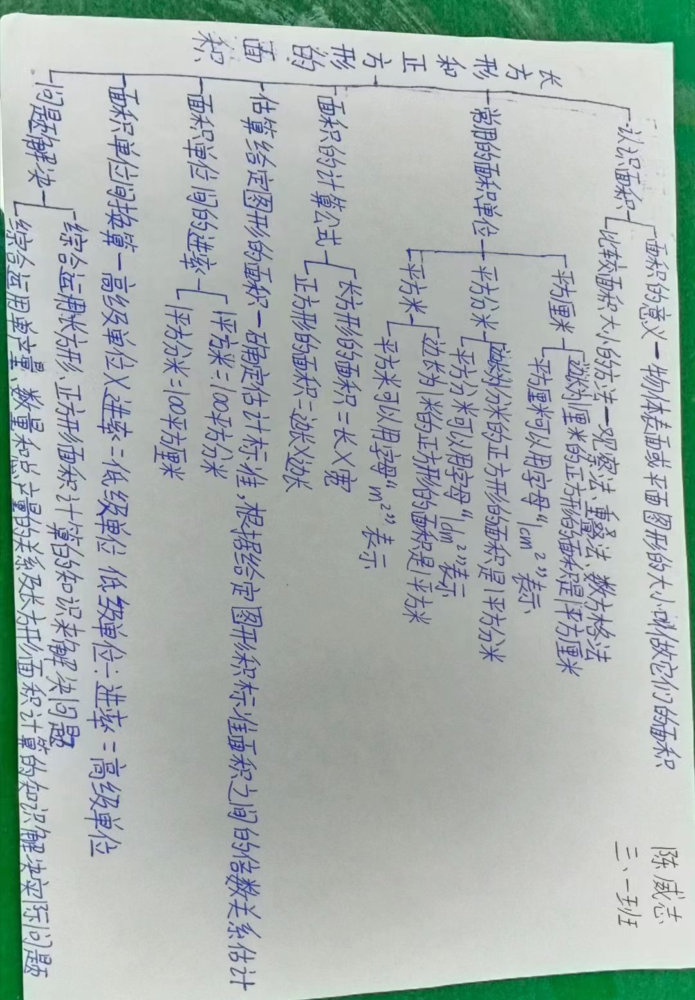 陈威志
三、一班
长方形和正方形的面积
认识面积
面积的意义—物体表面或平面图形的大小叫做它们的面积
比较面积大小的方法—观察法、重叠法、数方格法
常用的面积单位
平方厘米
边长为1厘米的正方形的面积是1平方厘米
平方厘米可以用字母“1cm²”表示
平方分米
边长为1分米的正方形的面积是1平方分米
平方分米可以用字母“1dm²”表示
平方米
边长为1米的正方形的面积是1平方米
平方米可以用字母“m²”表示
面积的计算公式
长方形的面积=长×宽
正方形的面积=边长×边长
估算给定图形的面积—确定估计标准,根据给定图形积标准面积之间的倍数关系估计
面积单位间的进率
1平方米=100平方分米
1平方分米=100平方厘米
面积单位间换算—高级单位×进率=低级单位 低级单位÷进率=高级单位
问题解决
综合运用长方形、正方形面积计算的知识来解决问题
综合运用单产量、数量和总产量的关系及长方形面积计算的知识解决实际问题